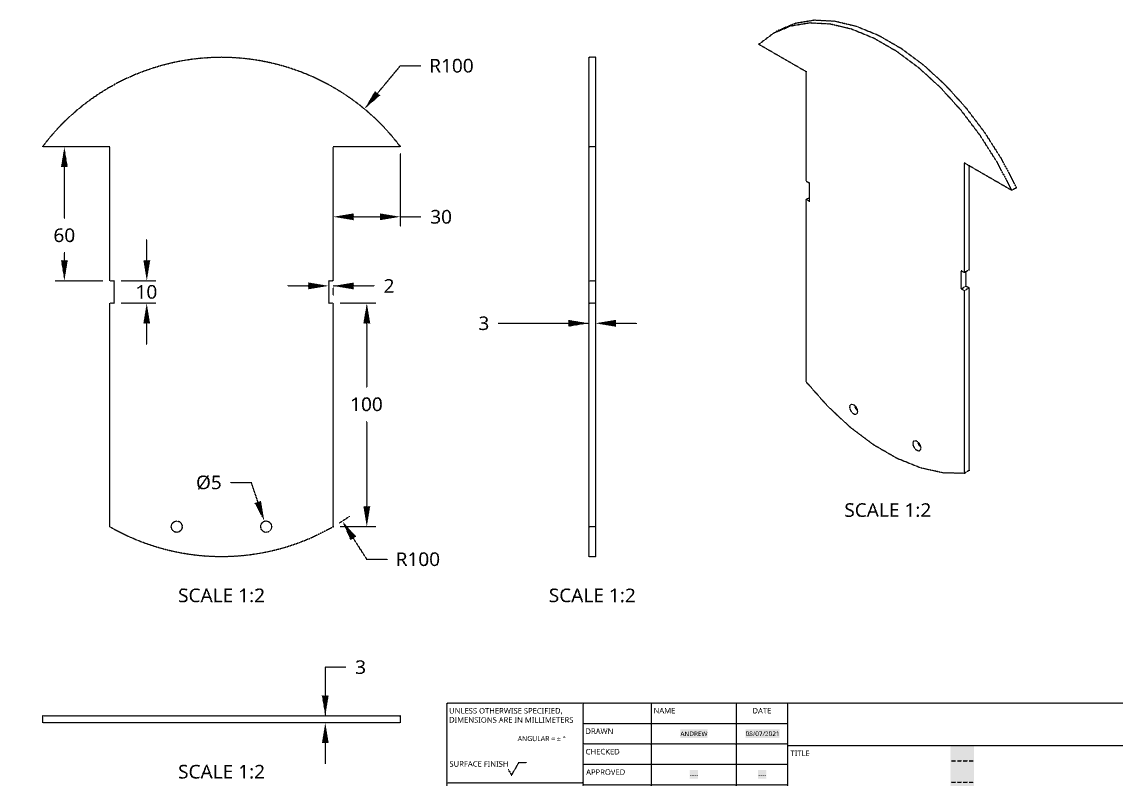 R100
60
30
10
2
3
100
Ø5
R100
SCALE 1:2
SCALE 1:2
SCALE 1:2
3
SCALE 1:2
UNLESS OTHERWISE SPECIFIED,
DIMENSIONS ARE IN MILLIMETERS
ANGULAR = ± °
SURFACE FINISH
NAME
DATE
DRAWN
ANDREW
03/07/2021
CHECKED
APPROVED
TITLE